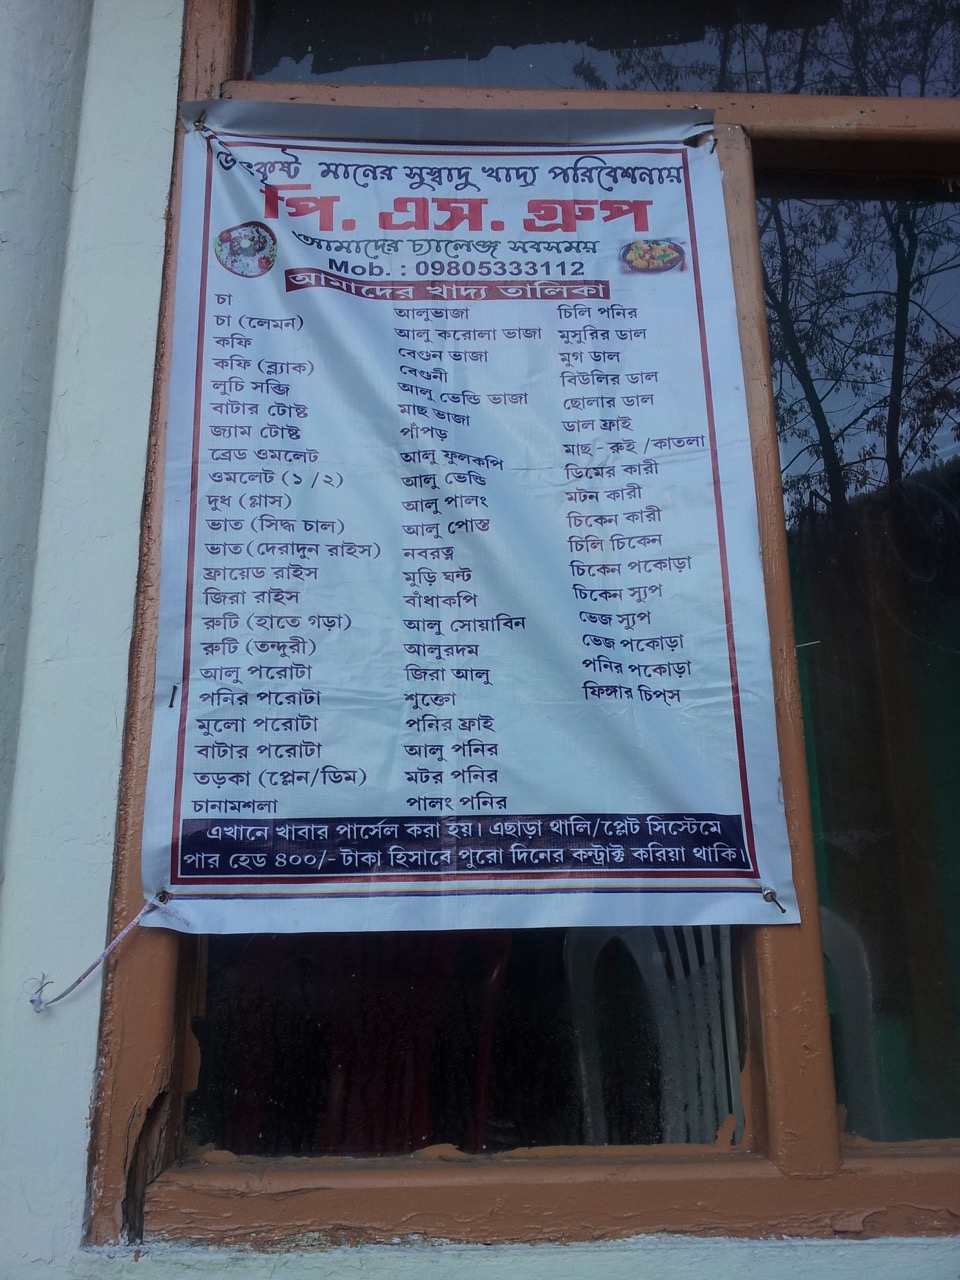 উৎকৃষ্ট মানের সুস্বাদু খাদ্য পরিবেশনায়
পি. এস. গ্রুপ
আমাদের চ্যালেঞ্জ সবসময়
Mob. : 09805333112
আমাদের খাদ্য তালিকা
চা
চা (লেমন)
কফি
কফি (ব্ল্যাক)
লুচি সব্জি
বাটার টোষ্ট
জ্যাম টোষ্ট
ব্রেড ওমলেট
ওমলেট (১/২)
দুধ (গ্লাস)
ভাত (সিদ্ধ চাল)
ভাত (দেরাদুন রাইস)
ফ্রায়েড রাইস
জিরা রাইস
রুটি (হাতে গড়া)
রুটি (তন্দুরী)
আলু পরোটা
পনির পরোটা
মুলো পরোটা
বাটার পরোটা
তড়কা (প্লেন/ডিম)
চানামশলা
আলুভাজা
আলু করোলা ভাজা
বেগুন ভাজা
বেগুনী
আলু ভেন্ডি ভাজা
মাছ ভাজা
পাঁপড়
আলু ফুলকপি
আলু ভেন্ডি
আলু পালং
আলু পোস্ত
নবরত্ন
মুড়ি ঘন্ট
বাঁধাকপি
আলু সোয়াবিন
আলুরদম
জিরা আলু
শুক্তো
পনির ফ্রাই
আলু পনির
মটর পনির
পালং পনির
চিলি পনির
মুসুরির ডাল
মুগ ডাল
বিউলির ডাল
ছোলার ডাল
ডাল ফ্রাই
মাছ - রুই /কাতলা
ডিমের কারী
মটন কারী
চিকেন কারী
চিলি চিকেন
চিকেন পকোড়া
চিকেন স্যুপ
ভেজ স্যুপ
ভেজ পকোড়া
পনির পকোড়া
ফিঙ্গার চিপ্স
এখানে খাবার পার্সেল করা হয়। এছাড়া থালি/প্লেট সিস্টেমে
পার হেড ৪০০/- টাকা হিসাবে পুরো দিনের কন্ট্রাক্ট করিয়া থাকি।